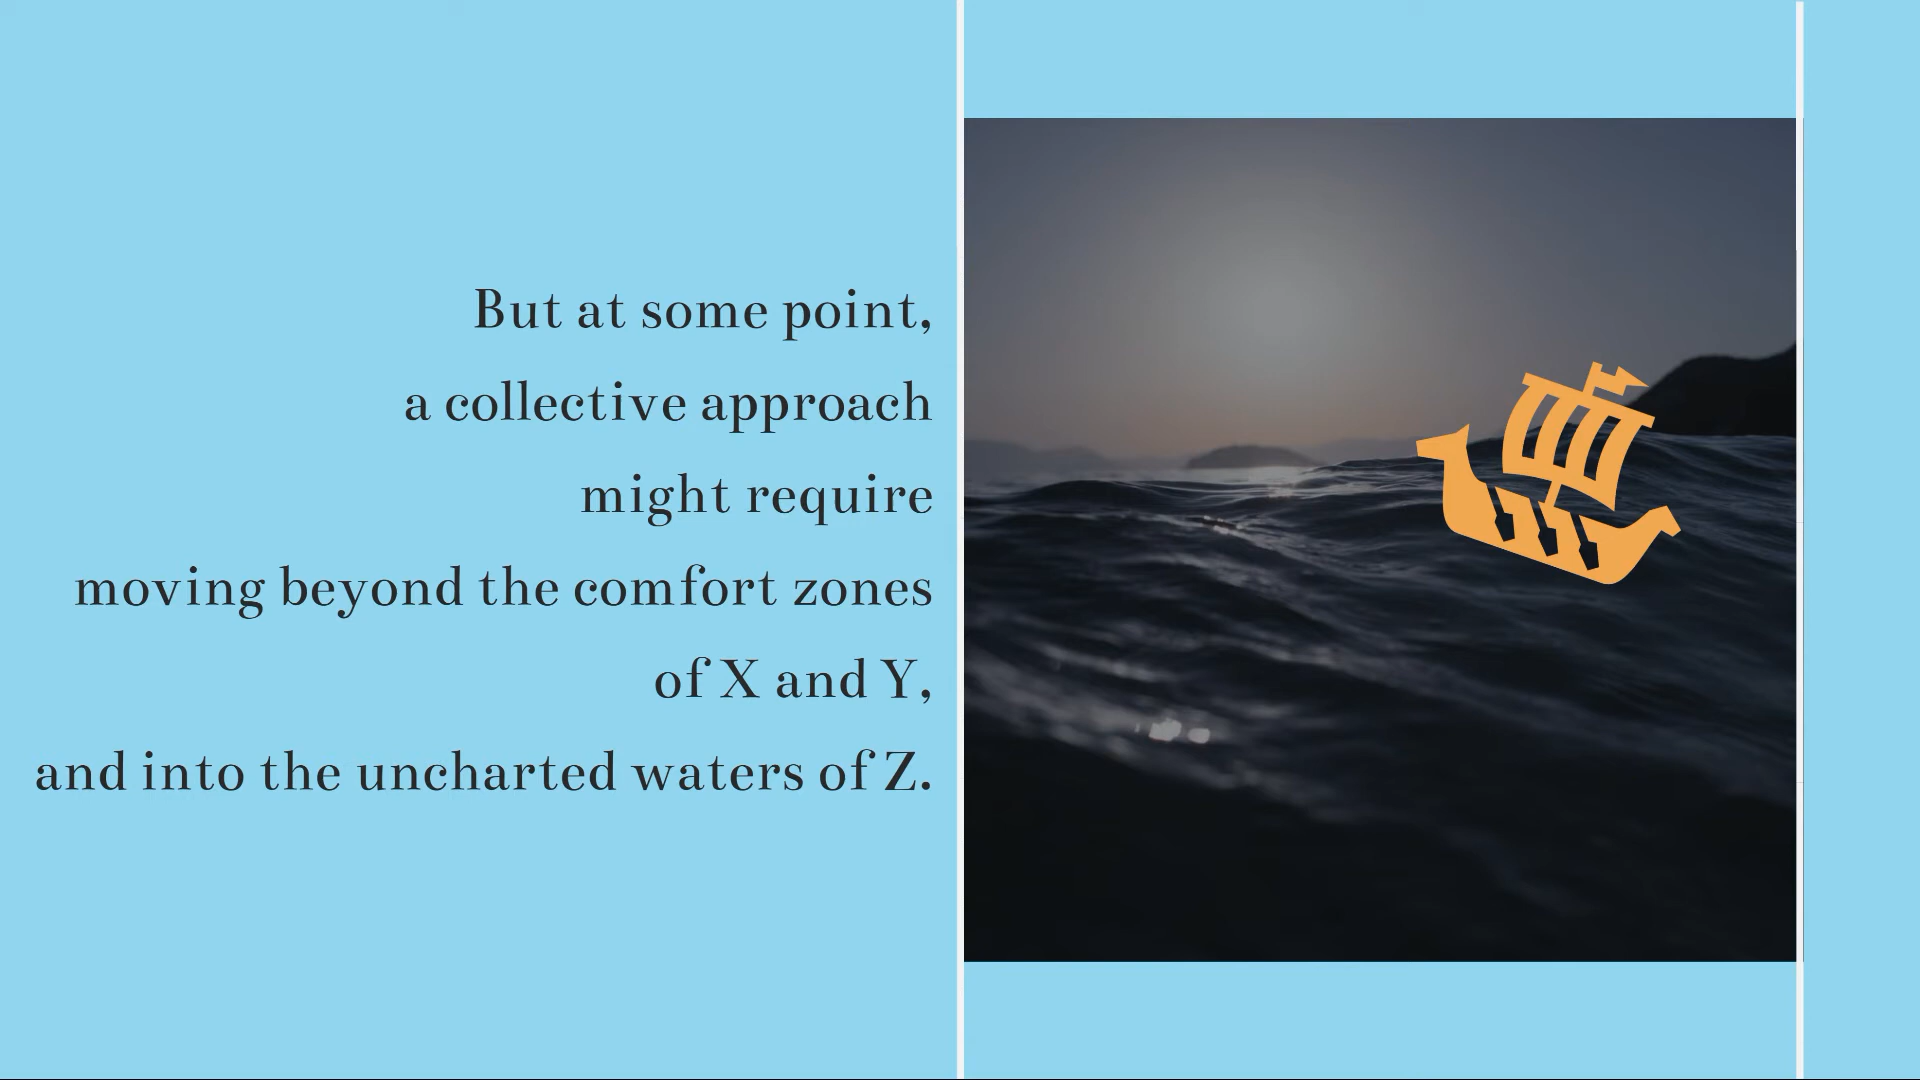 But at some point,
a collective approach
might require
moving beyond the comfort zones
of X and Y,
and into the uncharted waters of Z.